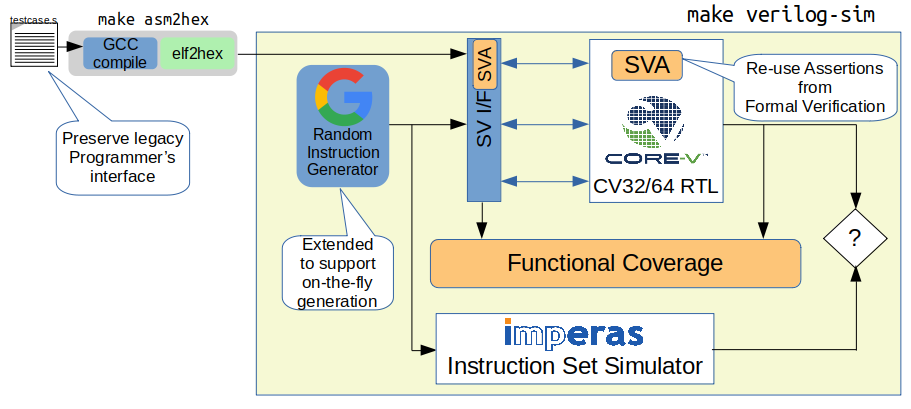 testcase.s
make asm2hex
make verilog-sim
GCC
compile
elf2hex
Preserve legacy
Programmer's
interface
Random
Instruction
Generator
Extended
to support
on-the-fly
generation
SV I/F
SVA
SVA
CORE-V™
CV32/64 RTL
Re-use Assertions
from
Formal Verification
Functional Coverage
?
imperas
Instruction Set Simulator